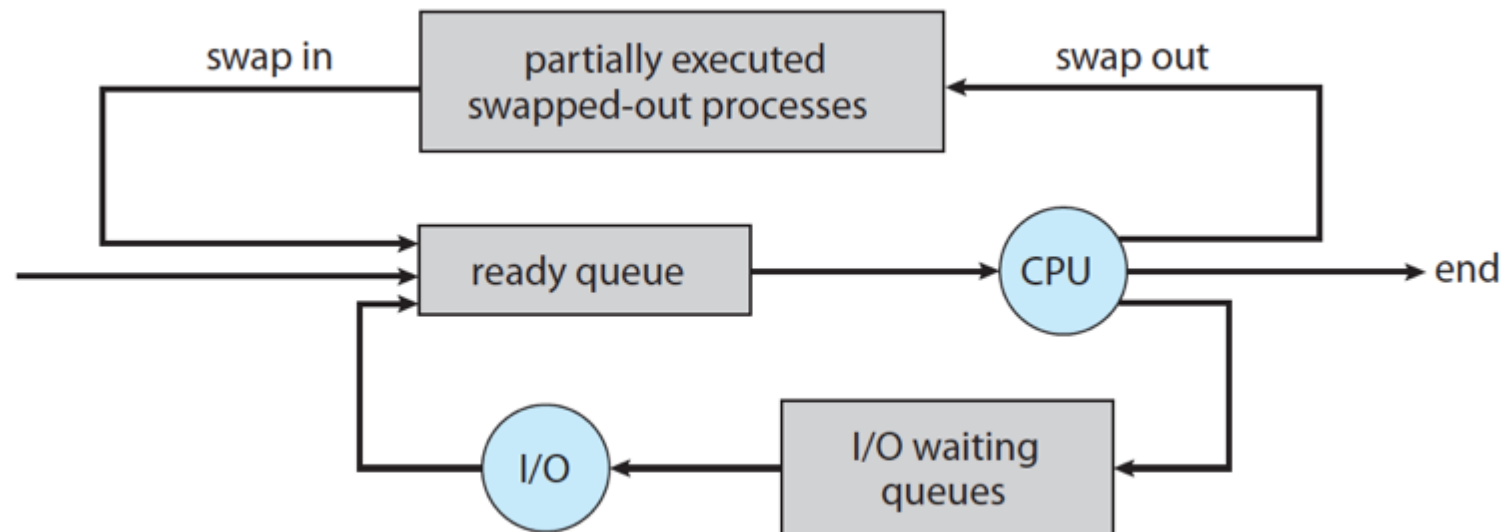 swap in
partially executed
swapped-out processes
swap out
ready queue
CPU
end
I/O
I/O waiting
queues